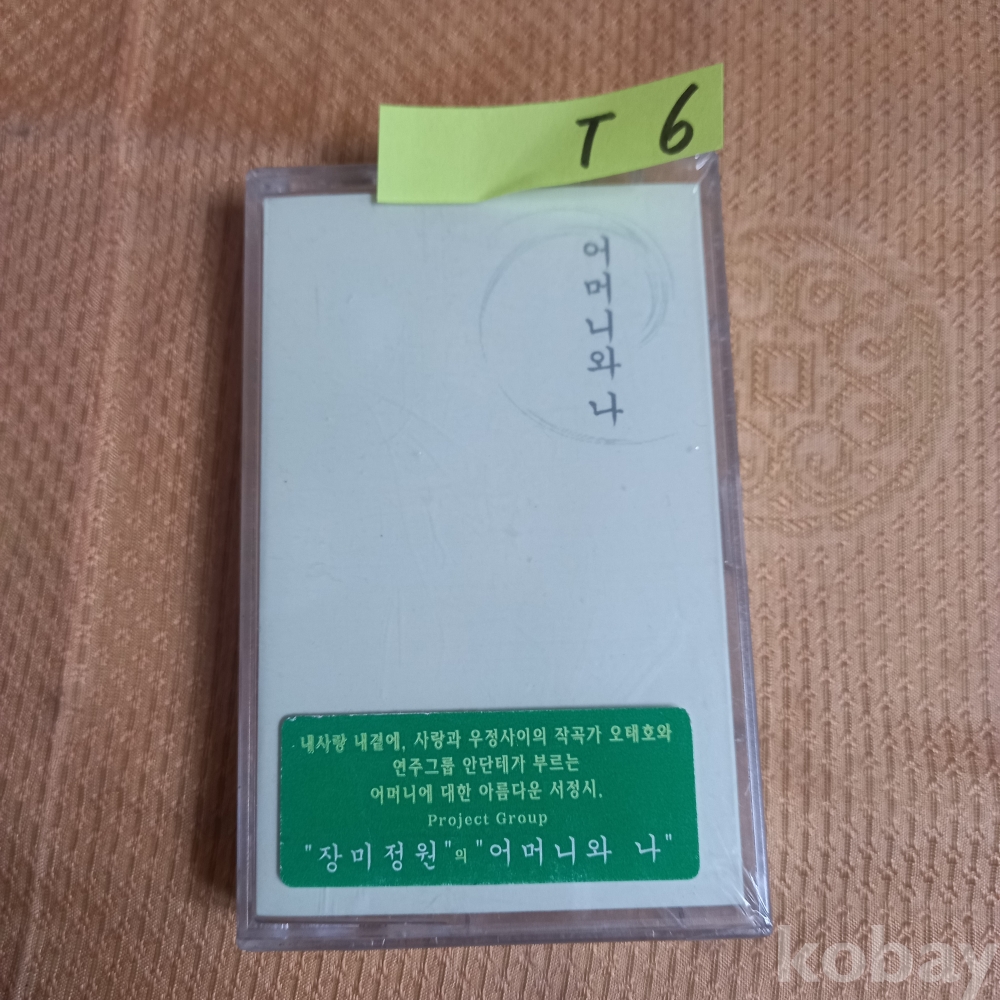 T 6
어머니와 나
내사랑 내곁에, 사랑과 우정사이의 작곡가 오태호와
연주그룹 안단테가 부르는
어머니에 대한 아름다운 서정시.
Project Group
"장미정원"의 "어머니와 나"
kobay